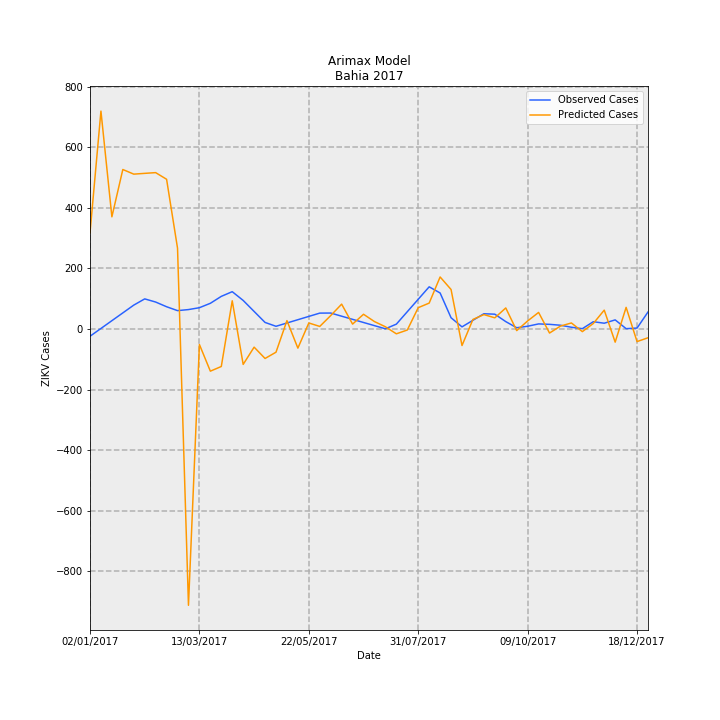 Arimax Model
Bahia 2017
Observed Cases
Predicted Cases
800
600
400
200
0
−200
−400
−600
−800
ZIKV Cases
02/01/2017 13/03/2017 22/05/2017 31/07/2017 09/10/2017 18/12/2017
Date